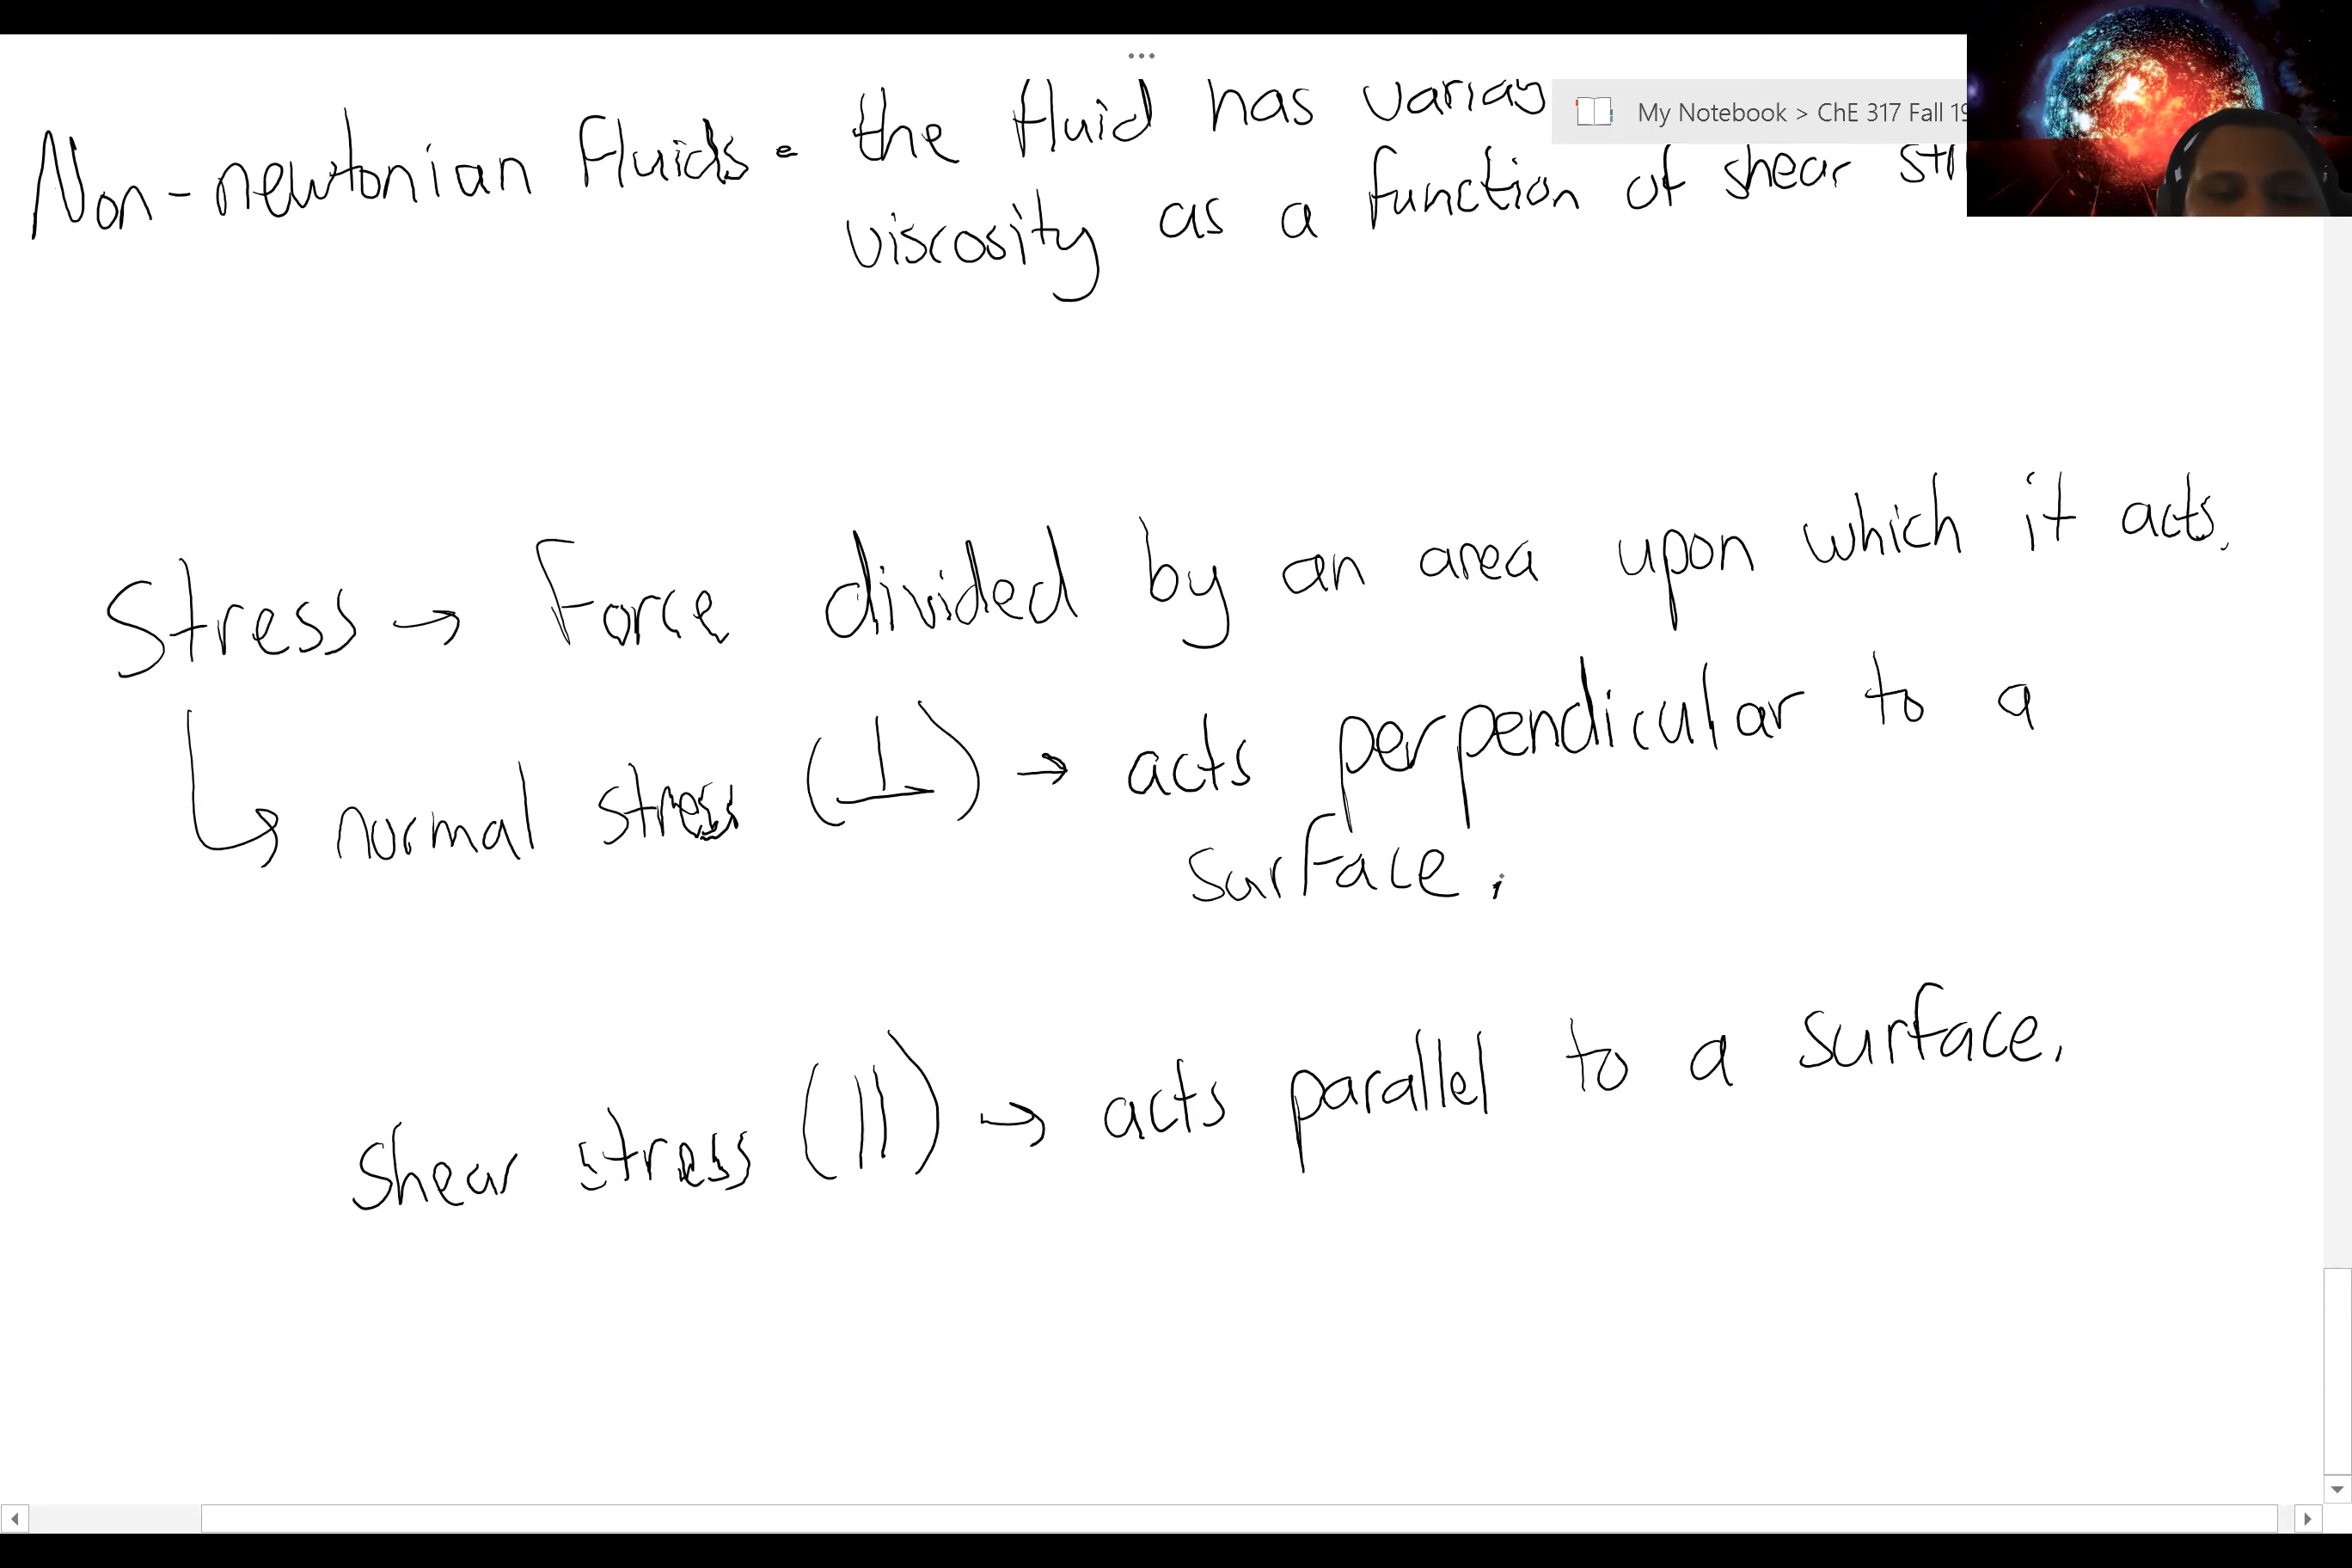 Non-newtonian Fluids - the fluid has
viscosity as a function of shear
My Notebook > ChE 317 Fall 19
Stress → Force divided by an area upon which it acts.
↳ normal stress (⊥) → acts perpendicular to a
surface.
Shear stress (||) → acts parallel to a surface.